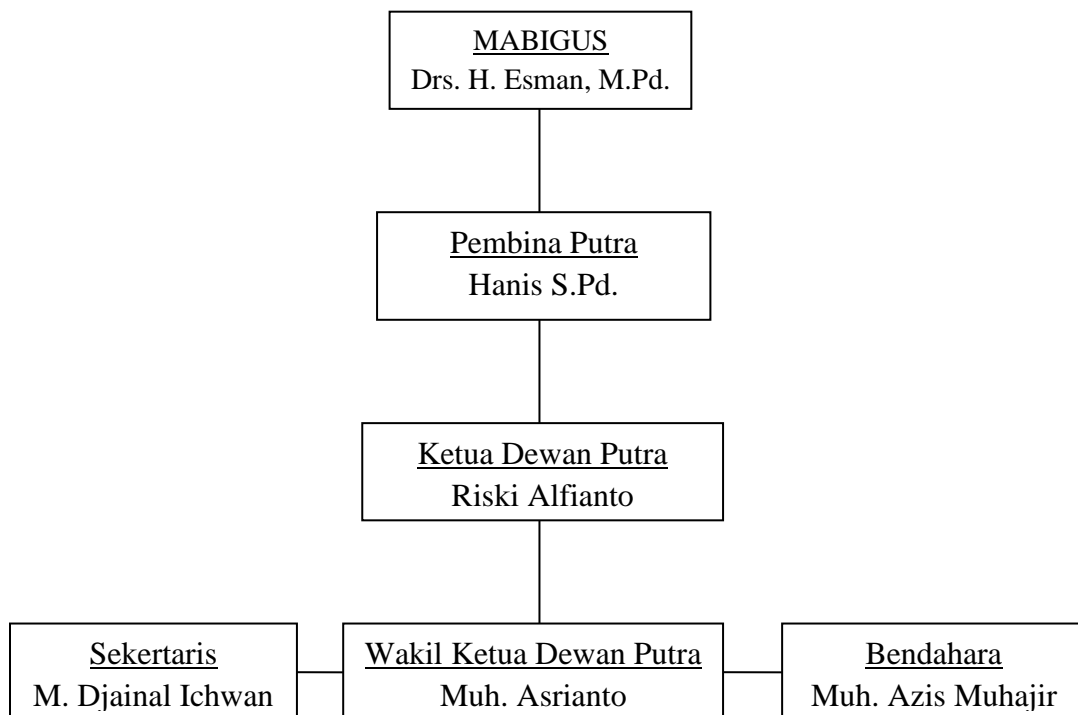 MABIGUS
Drs. H. Esman, M.Pd.
Pembina Putra
Hanis S.Pd.
Ketua Dewan Putra
Riski Alfianto
Sekertaris
M. Djainal Ichwan
Wakil Ketua Dewan Putra
Muh. Asrianto
Bendahara
Muh. Azis Muhajir